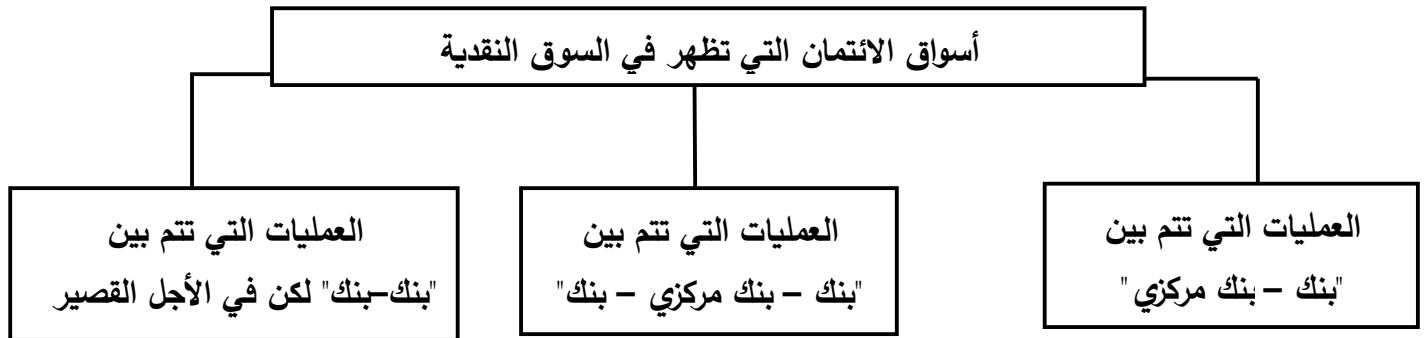 أسواق الائتمان التي تظهر في السوق النقدية
العمليات التي تتم بين
"بنك – بنك مركزي"
العمليات التي تتم بين
"بنك – بنك مركزي – بنك"
العمليات التي تتم بين
"بنك–بنك" لكن في الأجل القصير